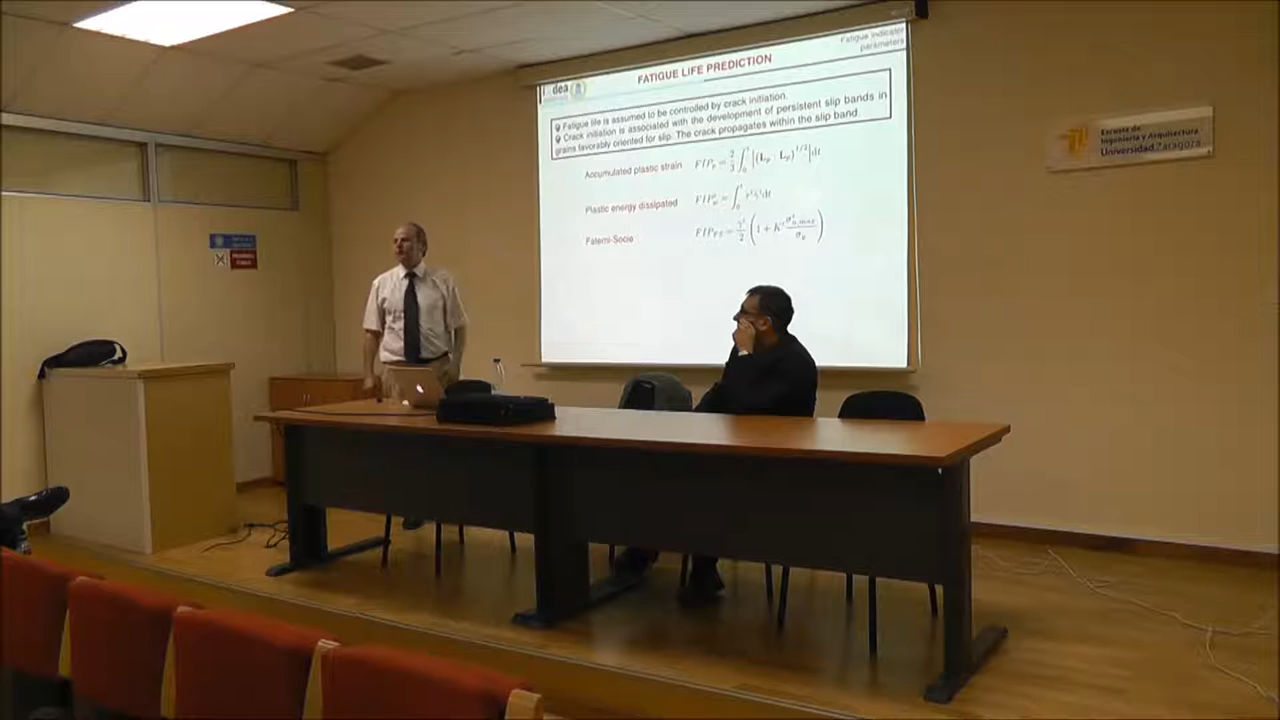 Fatigue indicator
parameters
FATIGUE LIFE PREDICTION
Fatigue life is assumed to be controlled by crack initiation.
Crack initiation is associated with the development of persistent slip bands in
grains favorably oriented for slip. The crack propagates within the slip band
Accumulated plastic strain
Plastic energy dissipated
Fatemi-Socie
Escuela de
Ingeniería y Arquitectura
Universidad Zaragoza